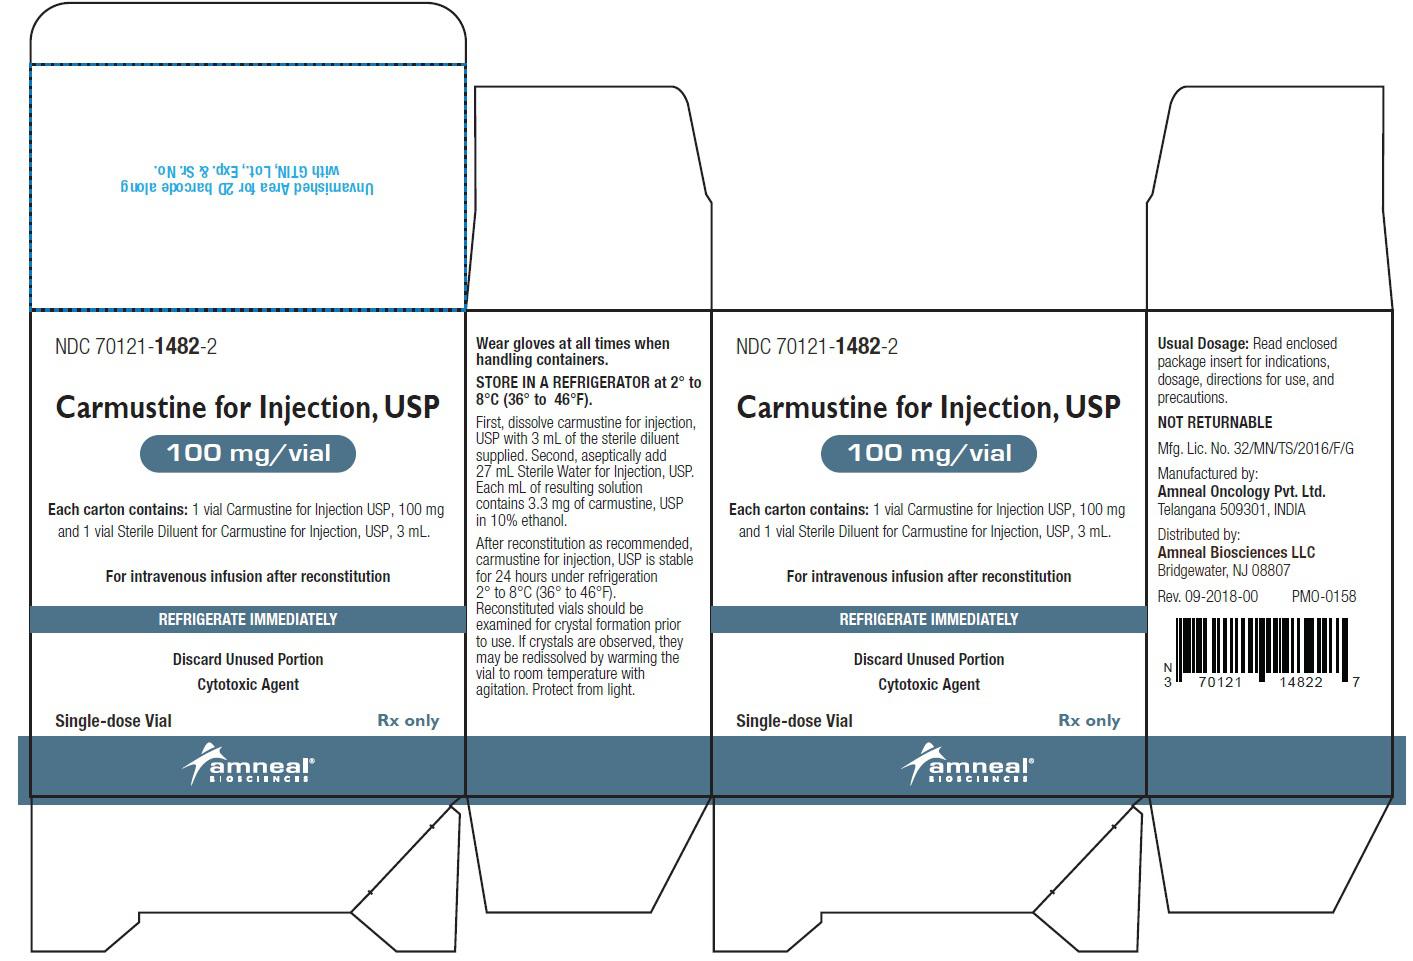 Unvarnished Area for 2D barcode along
with GTIN, Lot., Exp. & Sr. No.
NDC 70121-1482-2
Carmustine for Injection, USP
100 mg/vial
Each carton contains: 1 vial Carmustine for Injection USP, 100 mg
and 1 vial Sterile Diluent for Carmustine for Injection, USP, 3 mL.
For intravenous infusion after reconstitution
REFRIGERATE IMMEDIATELY
Discard Unused Portion
Cytotoxic Agent
Single-dose Vial Rx only
amneal®
BIOSCIENCES
Wear gloves at all times when
handling containers.
STORE IN A REFRIGERATOR at 2° to
8°C (36° to 46°F).
First, dissolve carmustine for injection,
USP with 3 mL of the sterile diluent
supplied. Second, aseptically add
27 mL Sterile Water for Injection, USP.
Each mL of resulting solution
contains 3.3 mg of carmustine, USP
in 10% ethanol.
After reconstitution as recommended,
carmustine for injection, USP is stable
for 24 hours under refrigeration
2° to 8°C (36° to 46°F).
Reconstituted vials should be
examined for crystal formation prior
to use. If crystals are observed, they
may be redissolved by warming the
vial to room temperature with
agitation. Protect from light.
NDC 70121-1482-2
Carmustine for Injection, USP
100 mg/vial
Each carton contains: 1 vial Carmustine for Injection USP, 100 mg
and 1 vial Sterile Diluent for Carmustine for Injection, USP, 3 mL.
For intravenous infusion after reconstitution
REFRIGERATE IMMEDIATELY
Discard Unused Portion
Cytotoxic Agent
Single-dose Vial Rx only
amneal®
BIOSCIENCES
Usual Dosage: Read enclosed
package insert for indications,
dosage, directions for use, and
precautions.
NOT RETURNABLE
Mfg. Lic. No. 32/MN/TS/2016/F/G
Manufactured by:
Amneal Oncology Pvt. Ltd.
Telangana 509301, INDIA
Distributed by:
Amneal Biosciences LLC
Bridgewater, NJ 08807
Rev. 09-2018-00 PMO-0158
N
3 70121 14822 7